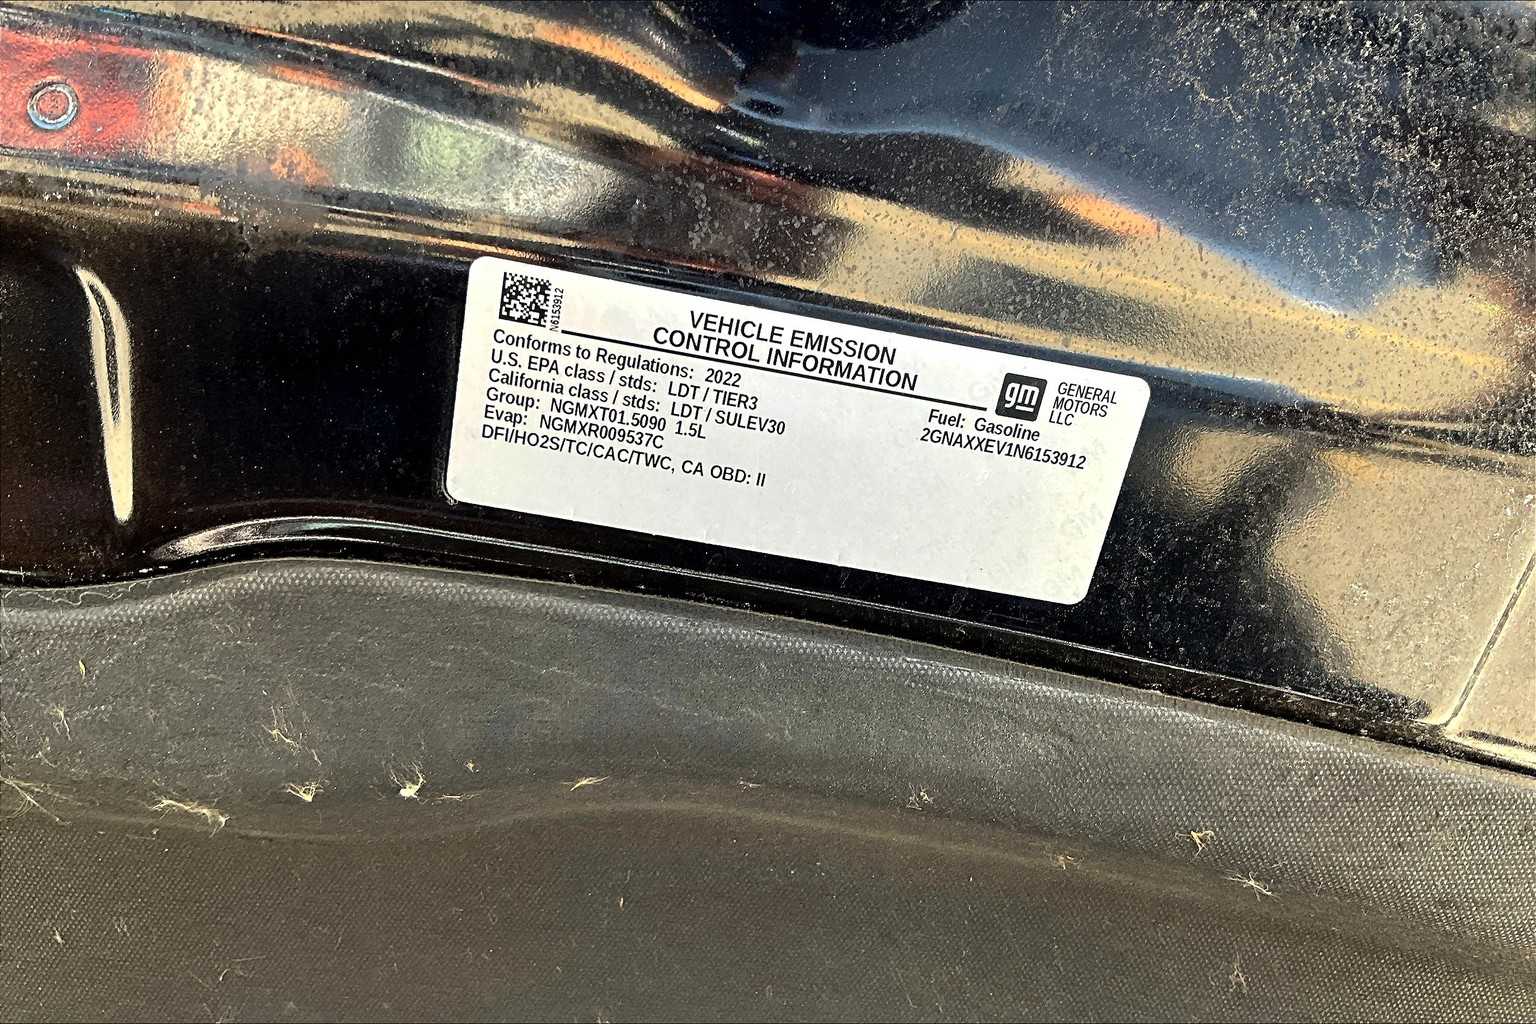 N6153912
VEHICLE EMISSION
CONTROL INFORMATION
Conforms to Regulations: 2022
U.S. EPA class / stds: LDT / TIER3
California class / stds: LDT / SULEV30
Group: NGMXT01.5090 1.5L
Evap: NGMXR009537C
DFI/HO2S/TC/CAC/TWC, CA OBD: II
gm
GENERAL
MOTORS
LLC
Fuel: Gasoline
2GNAXXEV1N6153912